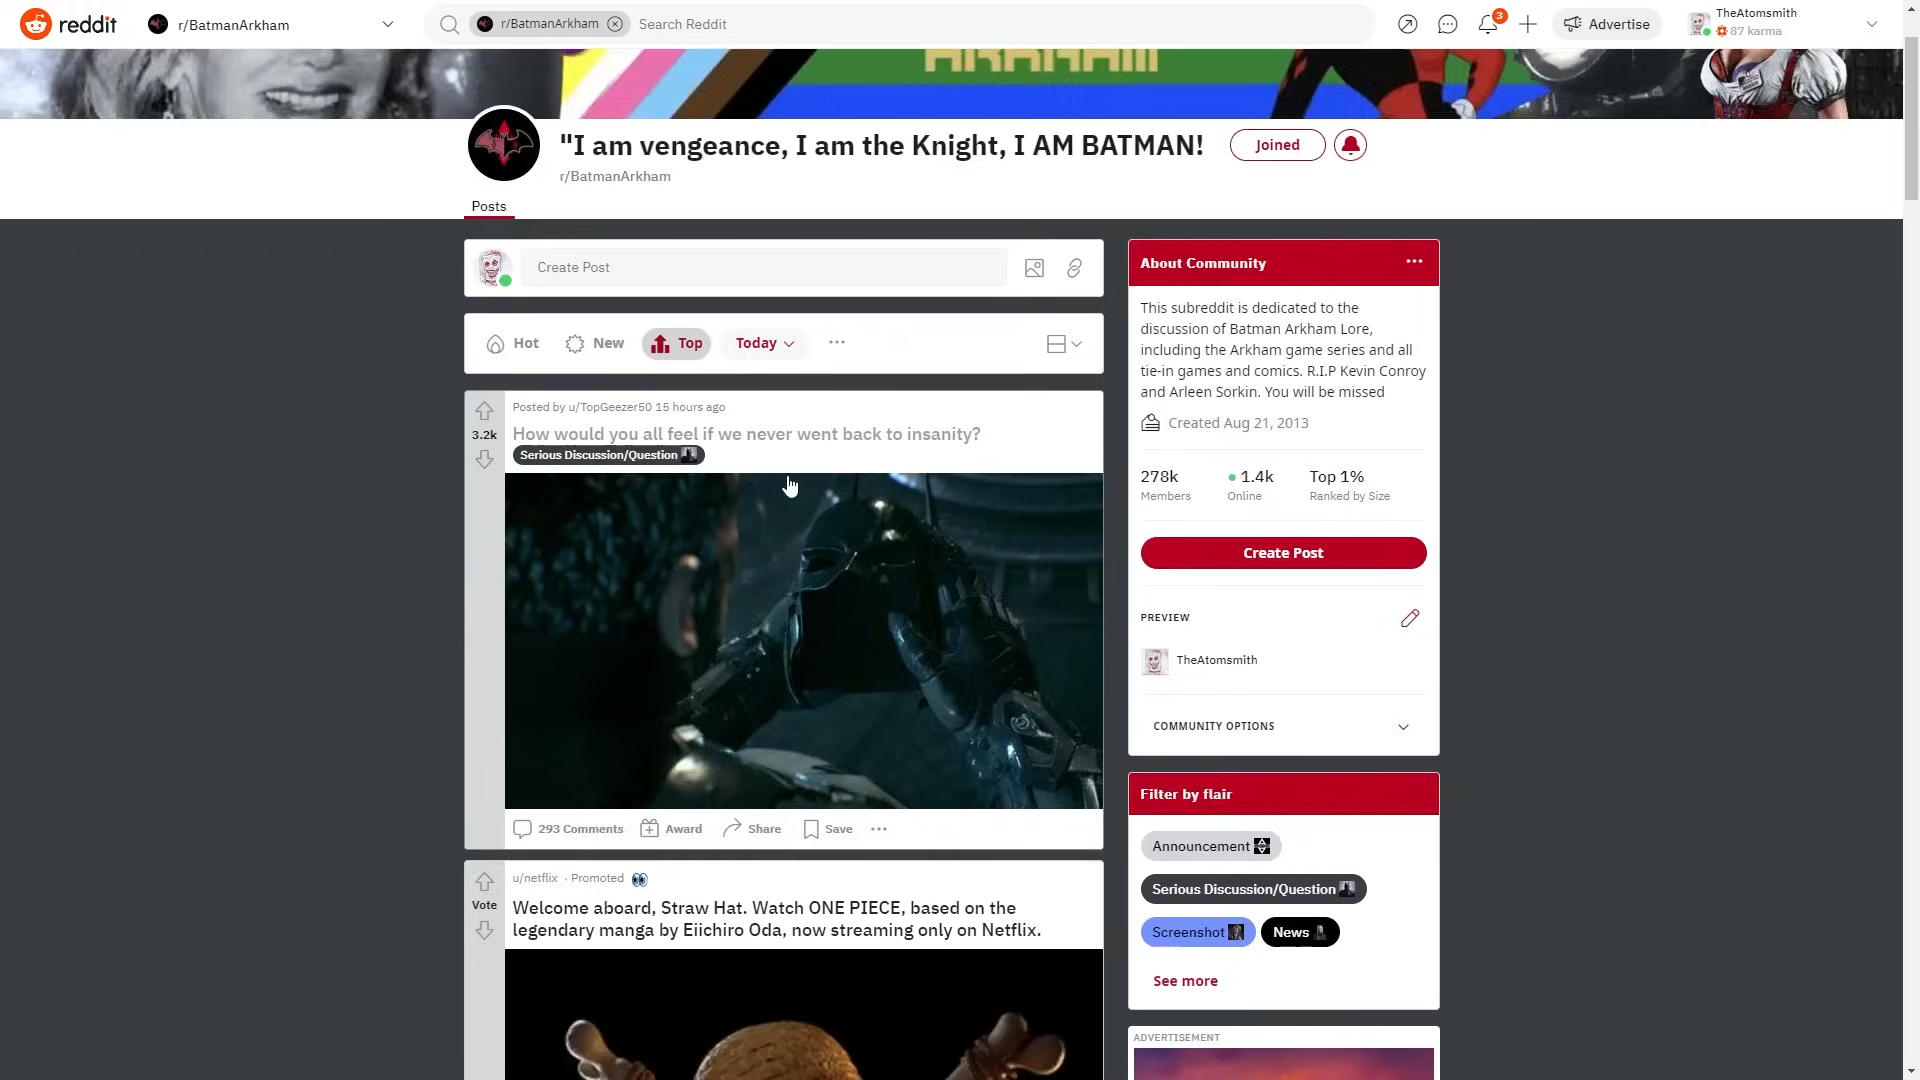 reddit
r/BatmanArkham
r/BatmanArkham
Search Reddit
3
Advertise
TheAtomsmith
87 karma
ARKHAM
"I am vengeance, I am the Knight, I AM BATMAN!
Joined
r/BatmanArkham
Posts
Create Post
Hot
New
Top
Today
Posted by u/TopGeezer50 15 hours ago
3.2k
How would you all feel if we never went back to insanity?
Serious Discussion/Question
293 Comments
Award
Share
Save
u/netflix · Promoted
Vote
Welcome aboard, Straw Hat. Watch ONE PIECE, based on the
legendary manga by Eiichiro Oda, now streaming only on Netflix.
About Community
This subreddit is dedicated to the
discussion of Batman Arkham Lore,
including the Arkham game series and all
tie-in games and comics. R.I.P Kevin Conroy
and Arleen Sorkin. You will be missed
Created Aug 21, 2013
278k
1.4k
Top 1%
Members
Online
Ranked by Size
Create Post
PREVIEW
TheAtomsmith
COMMUNITY OPTIONS
Filter by flair
Announcement
Serious Discussion/Question
Screenshot
News
See more
ADVERTISEMENT